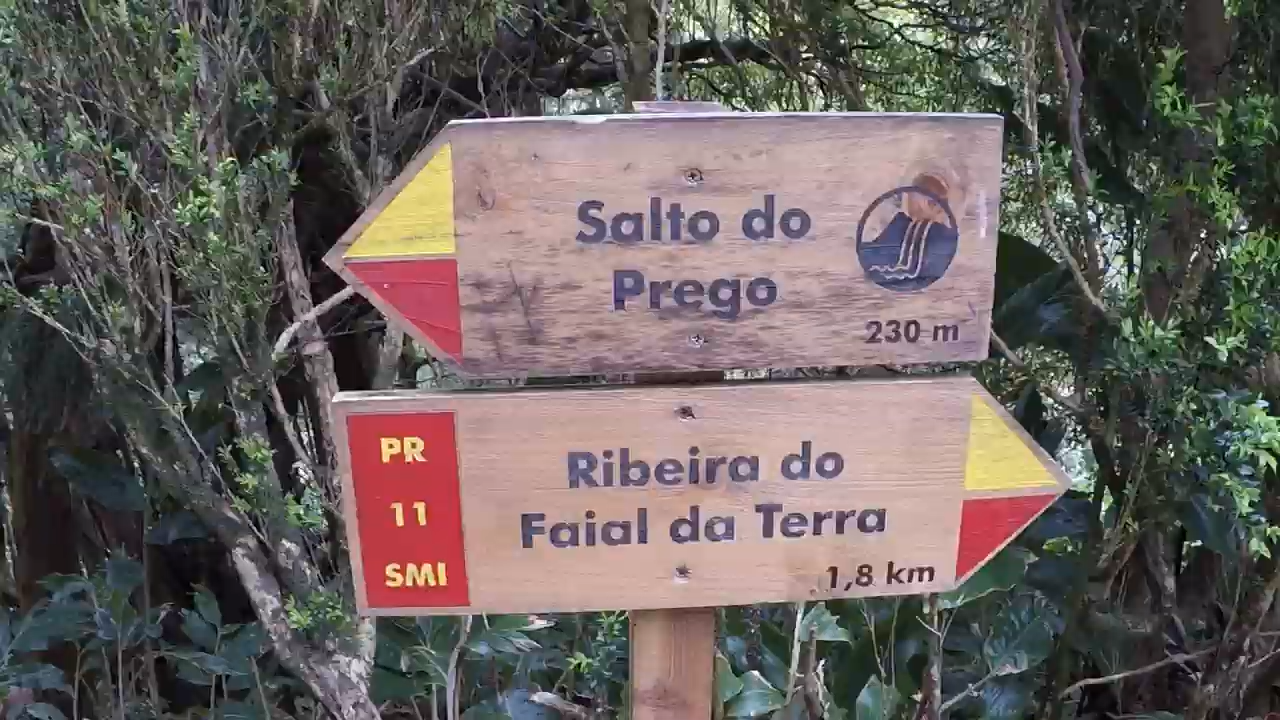 Salto do
Prego
230 m
PR
11
SMI
Ribeira do
Faial da Terra
1,8 km